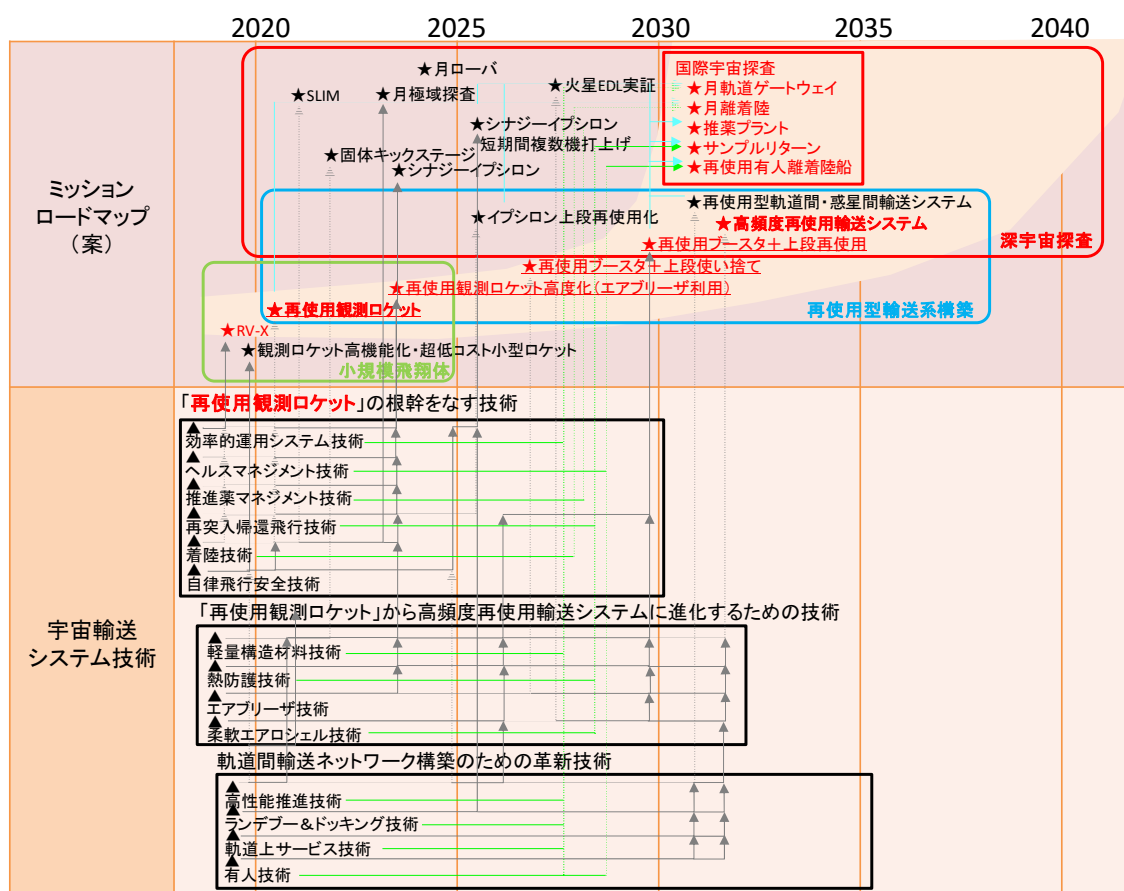 2020 2025 2030 2035 2040
ミッション
ロードマップ
（案）
★月ローバ
★SLIM
★月極域探査
★火星EDL実証
国際宇宙探査
★月軌道ゲートウェイ
★月離着陸
★推薬プラント
★サンプルリターン
★再使用有人離着陸船
★シナジーイプシロン
短期間複数機打上げ
★固体キックステージ
★シナジーイプシロン
★再使用型軌道間・惑星間輸送システム
★イプシロン上段再使用化
★高頻度再使用輸送システム
★再使用ブースタ＋上段再使用
深宇宙探査
★再使用ブースタ＋上段使い捨て
★再使用観測ロケット高度化（エアブリーザ利用）
★再使用観測ロケット
再使用型輸送系構築
★RV-X
★観測ロケット高機能化・超低コスト小型ロケット
小規模飛翔体
宇宙輸送
システム技術
「再使用観測ロケット」の根幹をなす技術
効率的運用システム技術
ヘルスマネジメント技術
推進薬マネジメント技術
再突入帰還飛行技術
着陸技術
自律飛行安全技術
「再使用観測ロケット」から高頻度再使用輸送システムに進化するための技術
軽量構造材料技術
熱防護技術
エアブリーザ技術
柔軟エアロシェル技術
軌道間輸送ネットワーク構築のための革新技術
高性能推進技術
ランデブー＆ドッキング技術
軌道上サービス技術
有人技術